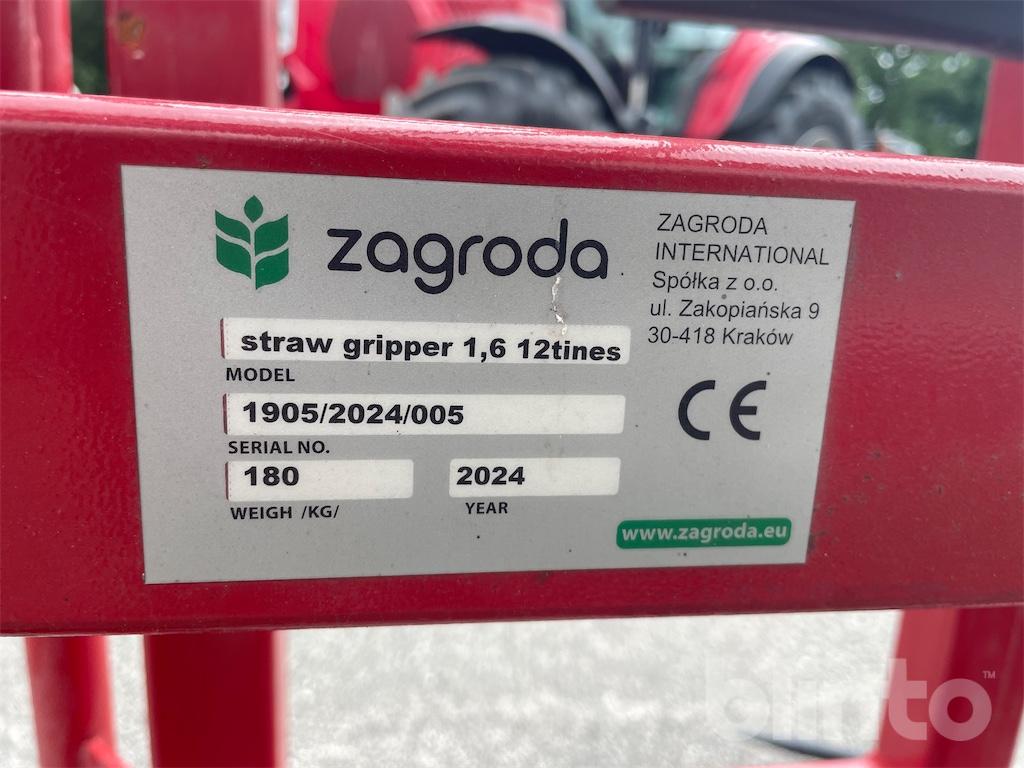 zagroda
ZAGRODA
INTERNATIONAL
Spółka z o.o.
ul. Zakopiańska 9
30-418 Kraków
straw gripper 1,6 12tines
MODEL
1905/2024/005
SERIAL NO.
180
2024
WEIGH /KG/
YEAR
CE
www.zagroda.eu
blinto™